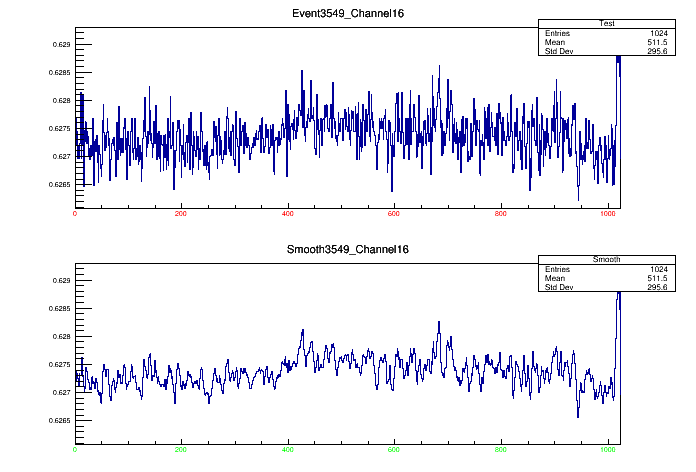 Event3549_Channel16
Test
Entries 1024
Mean 511.5
Std Dev 295.6
0.629
0.6285
0.628
0.6275
0.627
0.6265
0 200 400 600 800 1000
Smooth3549_Channel16
Smooth
Entries 1024
Mean 511.5
Std Dev 295.6
0.629
0.6285
0.628
0.6275
0.627
0.6265
0 200 400 600 800 1000